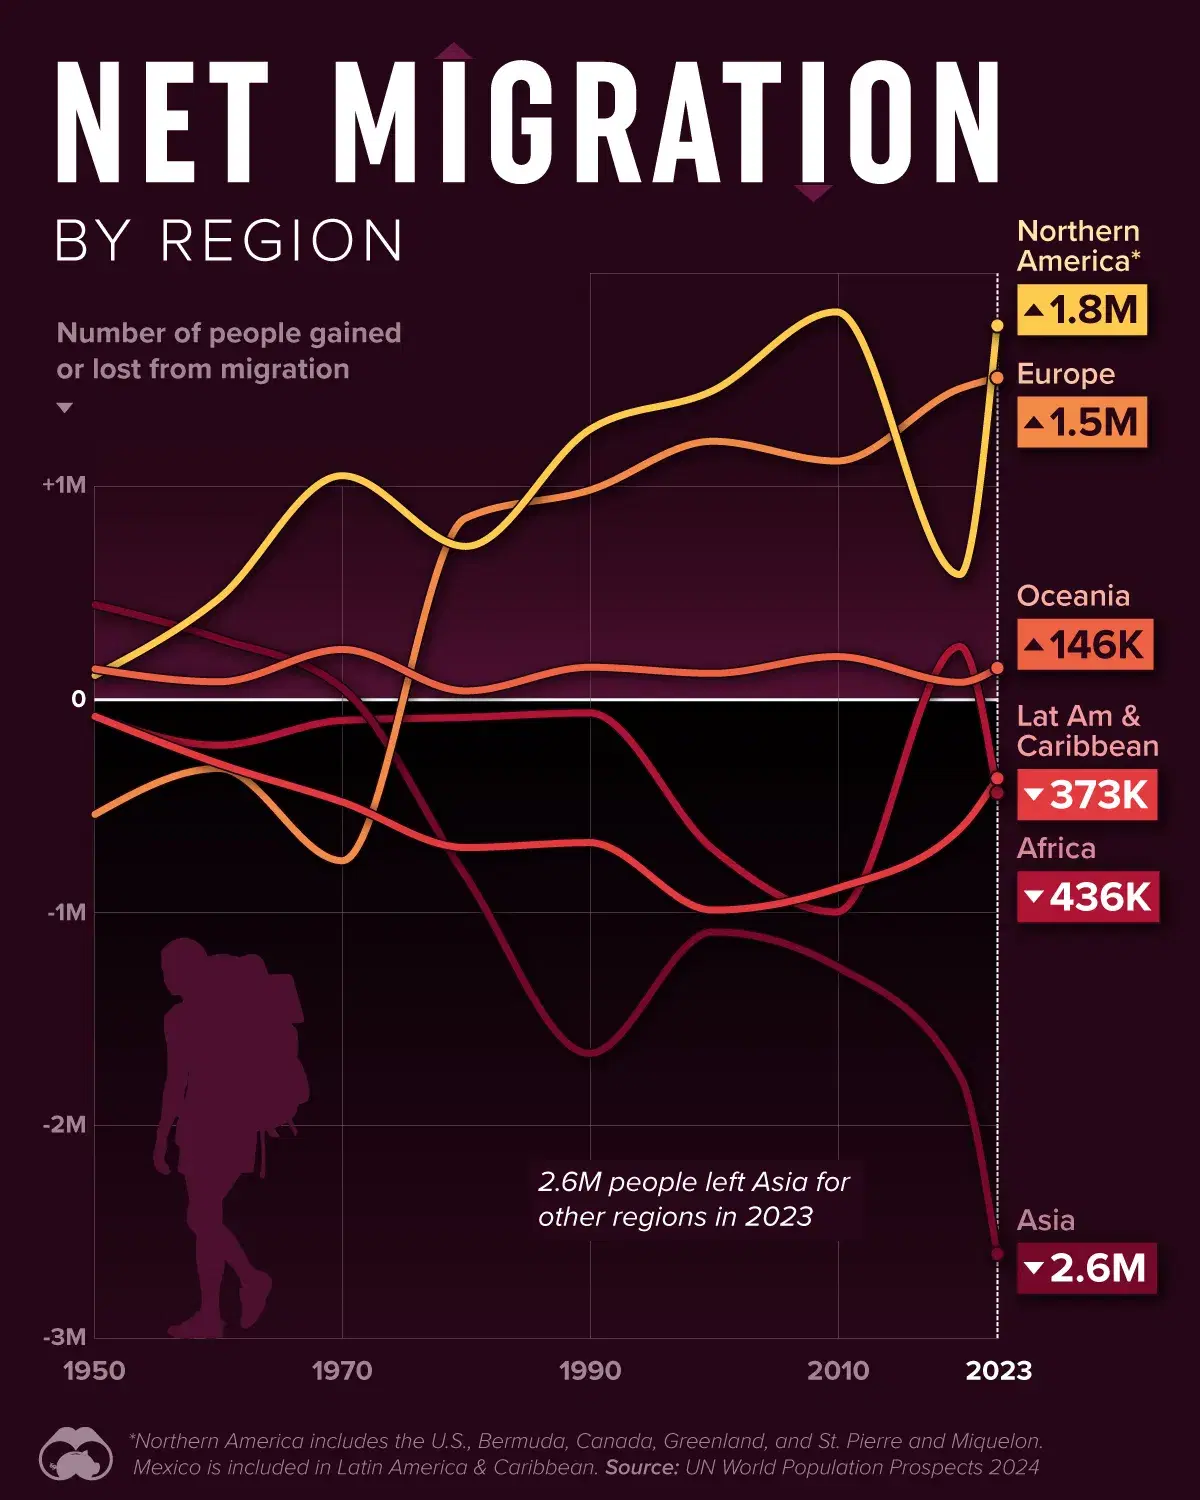 NET MIGRATION
BY REGION
Number of people gained
or lost from migration
Northern
America*
1.8M
Europe
1.5M
+1M
Oceania
146K
0
Lat Am &
Caribbean
373K
Africa
436K
-1M
-2M
2.6M people left Asia for
other regions in 2023
Asia
2.6M
-3M
1950 1970 1990 2010 2023
*Northern America includes the U.S., Bermuda, Canada, Greenland, and St. Pierre and Miquelon.
Mexico is included in Latin America & Caribbean. Source: UN World Population Prospects 2024